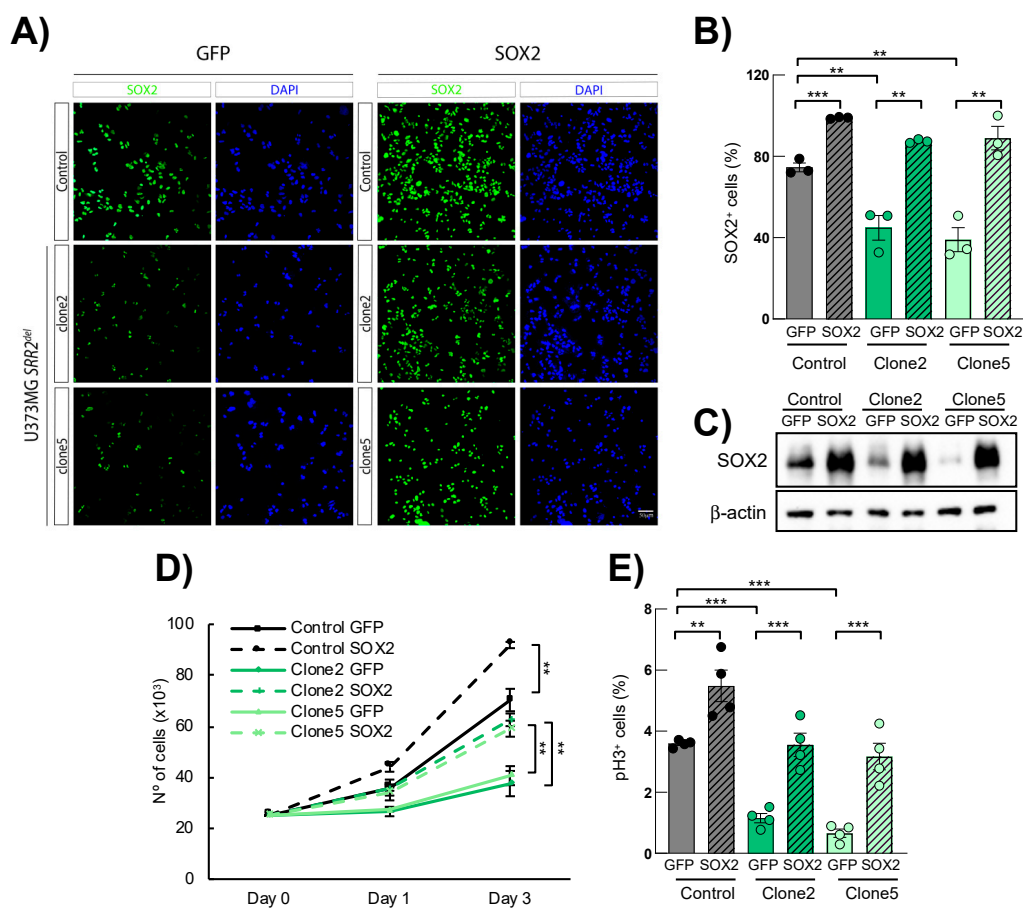 A)
GFP SOX2
SOX2 DAPI SOX2 DAPI
Control Control
U373MG SRR2del
clone2 clone2
clone5 clone5
B)
** 
**
*** ** **
SOX2+ cells (%)
120
80
40
0
GFP SOX2 GFP SOX2 GFP SOX2
Control Clone2 Clone5
C)
Control Clone2 Clone5
GFP SOX2 GFP SOX2 GFP SOX2
SOX2
β-actin
D)
Nº of cells (x10³)
100
80
60
40
20
0
Control GFP
Control SOX2
Clone2 GFP
Clone2 SOX2
Clone5 GFP
Clone5 SOX2
**
** **
Day 0 Day 1 Day 3
E)
***
***
** *** ***
pH3+ cells (%)
8
6
4
2
0
GFP SOX2 GFP SOX2 GFP SOX2
Control Clone2 Clone5